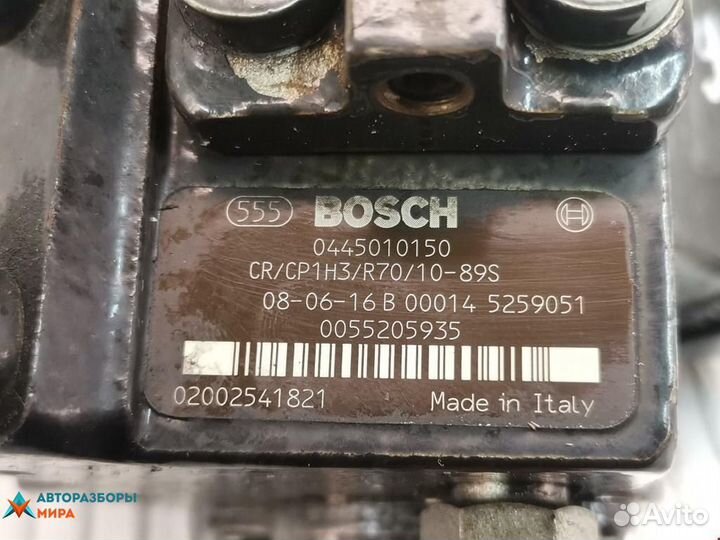 555 BOSCH
0445010150
CR/CP1H3/R70/10-89S
08-06-16 B 00014 5259051
0055205935
02002541821 Made in Italy
АВТОРАЗБОРЫ
МИРА
Avito